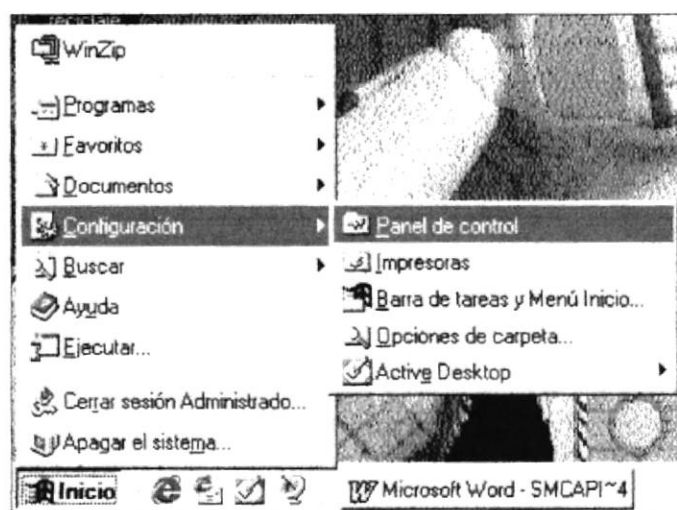 reciclaje
WinZip
Programas
Favoritos
Documentos
Configuración
Buscar
Ayuda
Ejecutar...
Cerrar sesión Administrado...
Apagar el sistema...
Panel de control
Impresoras
Barra de tareas y Menú Inicio...
Opciones de carpeta...
Active Desktop
Inicio
Microsoft Word - SMCAPI~4